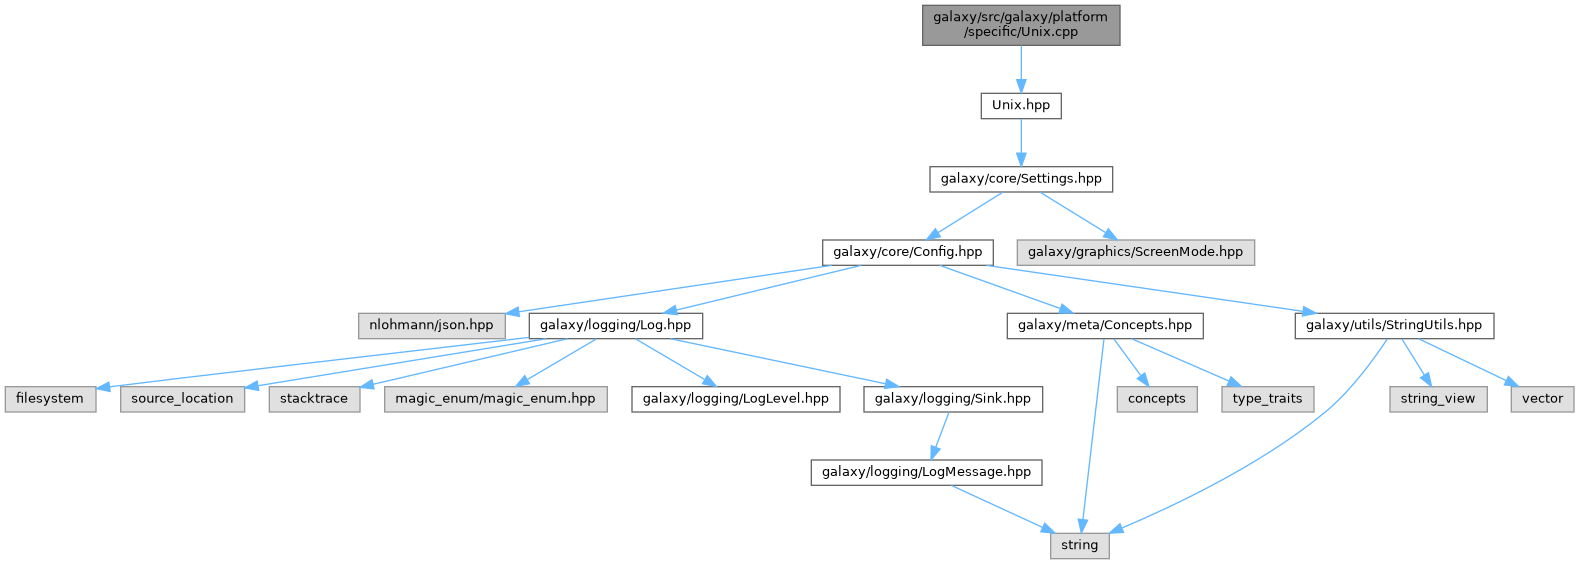 galaxy/src/galaxy/platform
/specific/Unix.cpp
Unix.hpp
galaxy/core/Settings.hpp
galaxy/core/Config.hpp
galaxy/graphics/ScreenMode.hpp
nlohmann/json.hpp
galaxy/logging/Log.hpp
galaxy/meta/Concepts.hpp
galaxy/utils/StringUtils.hpp
filesystem
source_location
stacktrace
magic_enum/magic_enum.hpp
galaxy/logging/LogLevel.hpp
galaxy/logging/Sink.hpp
concepts
type_traits
string_view
vector
galaxy/logging/LogMessage.hpp
string